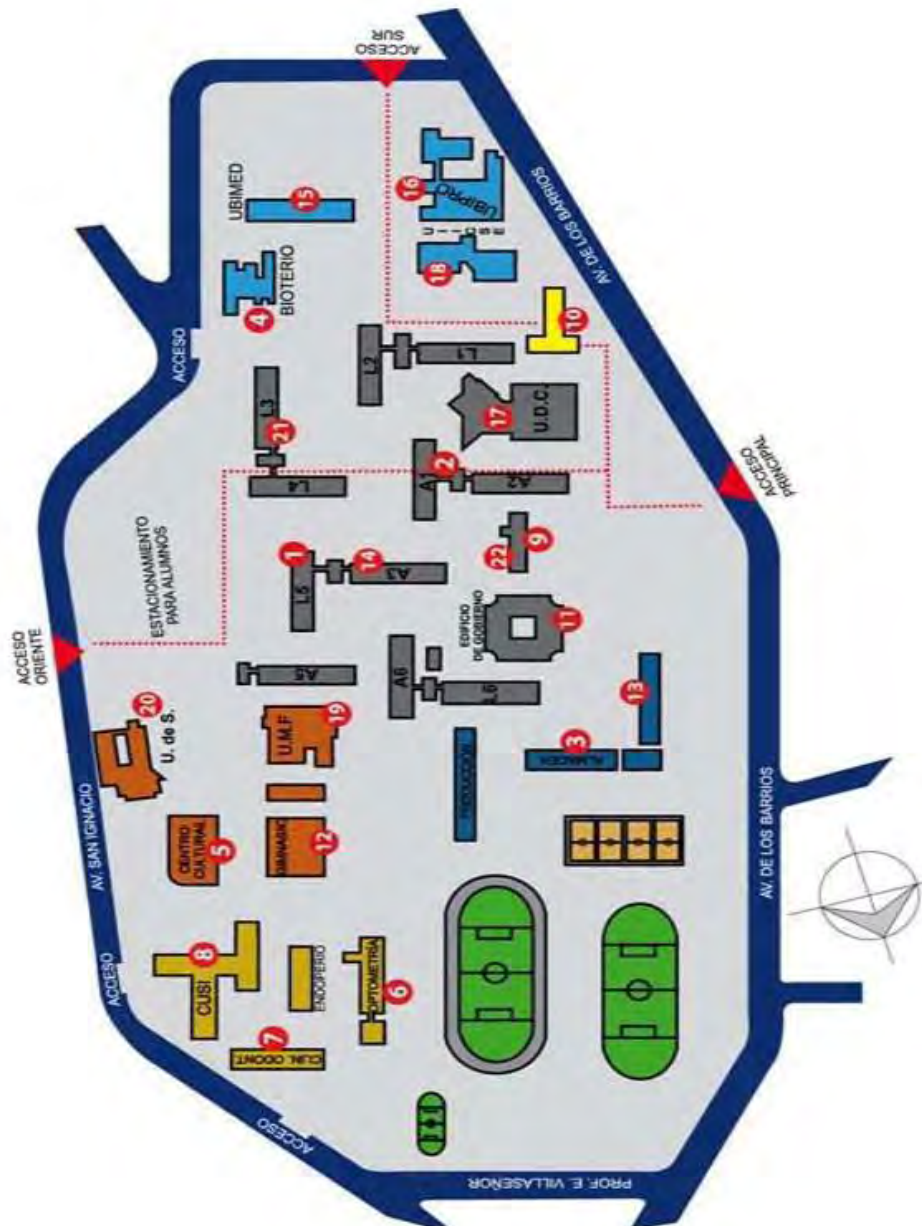 ACCESO
SUR
AV. DE LOS BARRIOS
UBIMED
15
16
UBIPRO
U I I C S E
18
BIOTERIO
4
ACCESO
10
L2
L1
L3
21
L4
17
U.D.C.
A1
2
A2
ACCESO
PRINCIPAL
ESTACIONAMIENTO
PARA ALUMNOS
1
L5
14
A3
22
9
EDIFICIO
DE GOBIERNO
11
ACCESO
ORIENTE
A5
A6
L6
13
20
U. de S.
U.M.F
19
PRODUCCIÓN
3
ALMACEN
AV. SAN IGNACIO
CENTRO
CULTURAL
5
GIMNASIO
12
AV. DE LOS BARRIOS
ACCESO
8
CUSI
ENDOPERIO
OPTOMETRÍA
6
7
CLIN. ODONT.
ACCESO
PROF. E. VILLASEÑOR